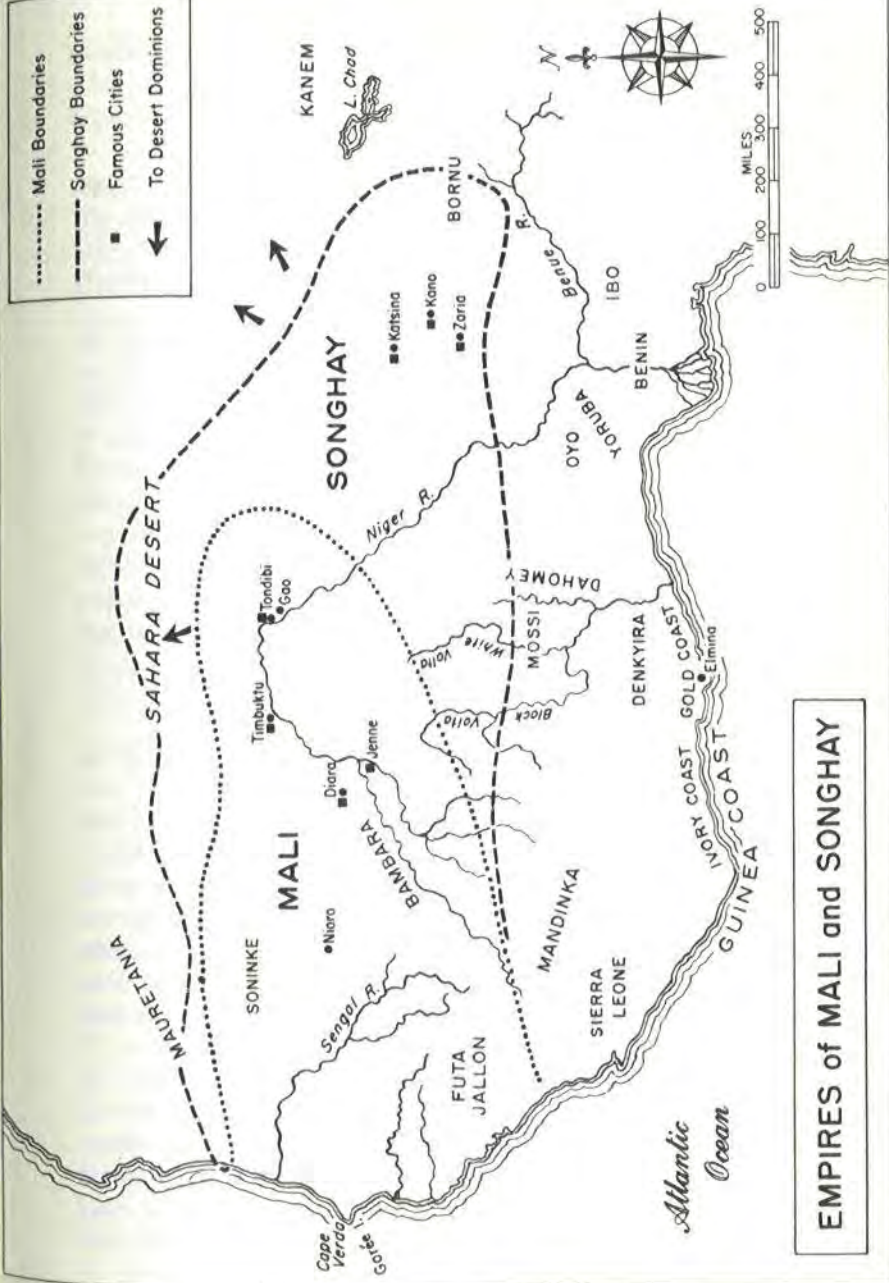 Mali Boundaries
Songhay Boundaries
Famous Cities
To Desert Dominions
MAURETANIA
SAHARA DESERT
KANEM
L. Chad
SONINKE
MALI
Niaro
Sengal R.
Diara
Jenne
BAMBARA
Timbuktu
Tondibi
Gao
Niger R.
SONGHAY
Katsina
Kano
Zaria
BORNU
Benue R.
Cape
Verde
I.
Gorée
FUTA
JALLON
MANDINKA
SIERRA
LEONE
Black
Volta
White
Volta
MOSSI
DAHOMEY
DENKYIRA
OYO
YORUBA
BENIN
IBO
IVORY COAST
GOLD COAST
Elmina
GUINEA COAST
Atlantic
Ocean
N
MILES
0 100 200 300 400 500
EMPIRES of MALI and SONGHAY